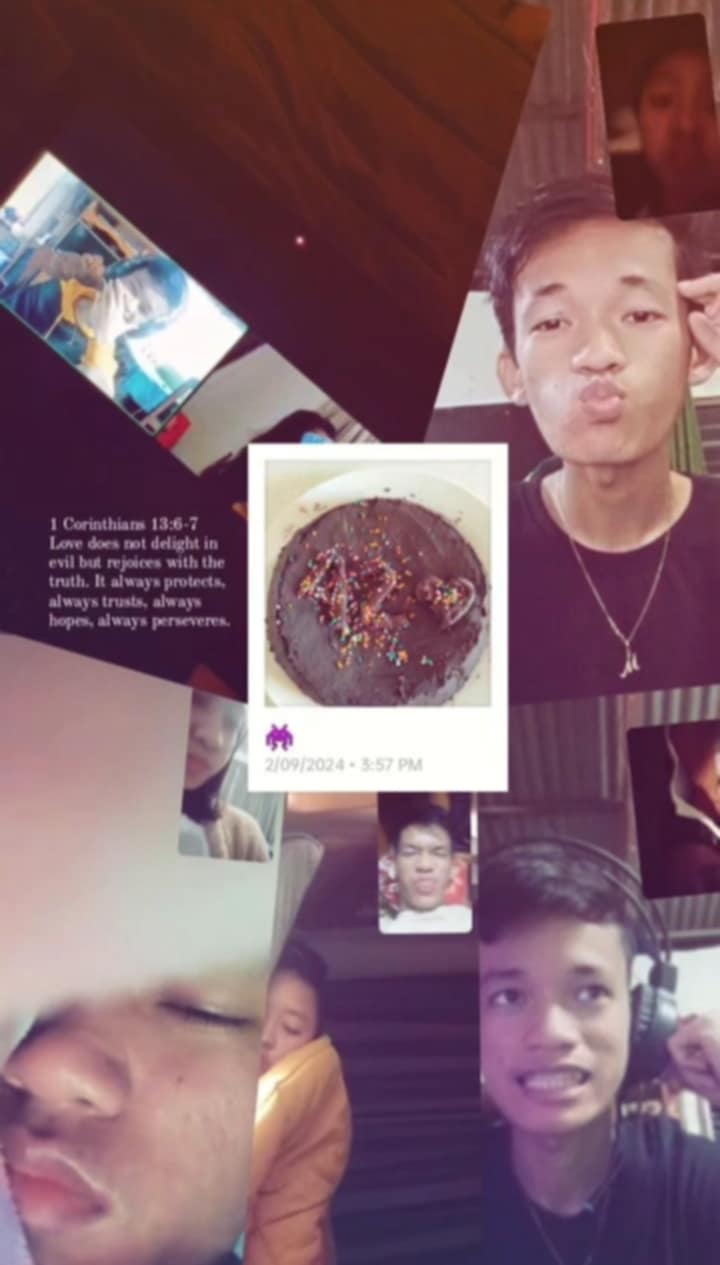 1 Corinthians 13:6-7
Love does not delight in
evil but rejoices with the
truth. It always protects,
always trusts, always
hopes, always perseveres.
2/09/2024 • 3:57 PM